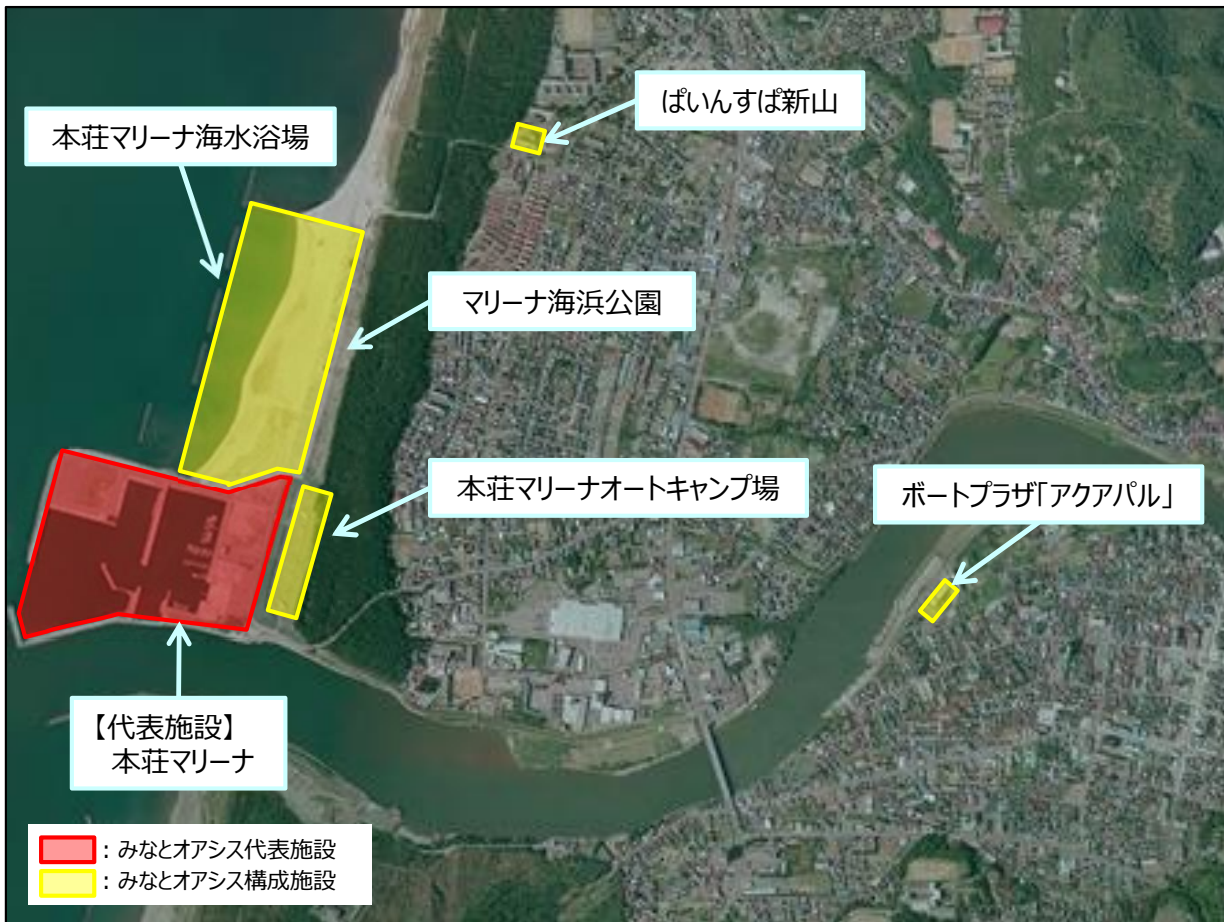 ぱいんすぱ新山
本荘マリーナ海水浴場
マリーナ海浜公園
本荘マリーナオートキャンプ場
ボートプラザ「アクアパル」
【代表施設】
本荘マリーナ
：みなとオアシス代表施設
：みなとオアシス構成施設